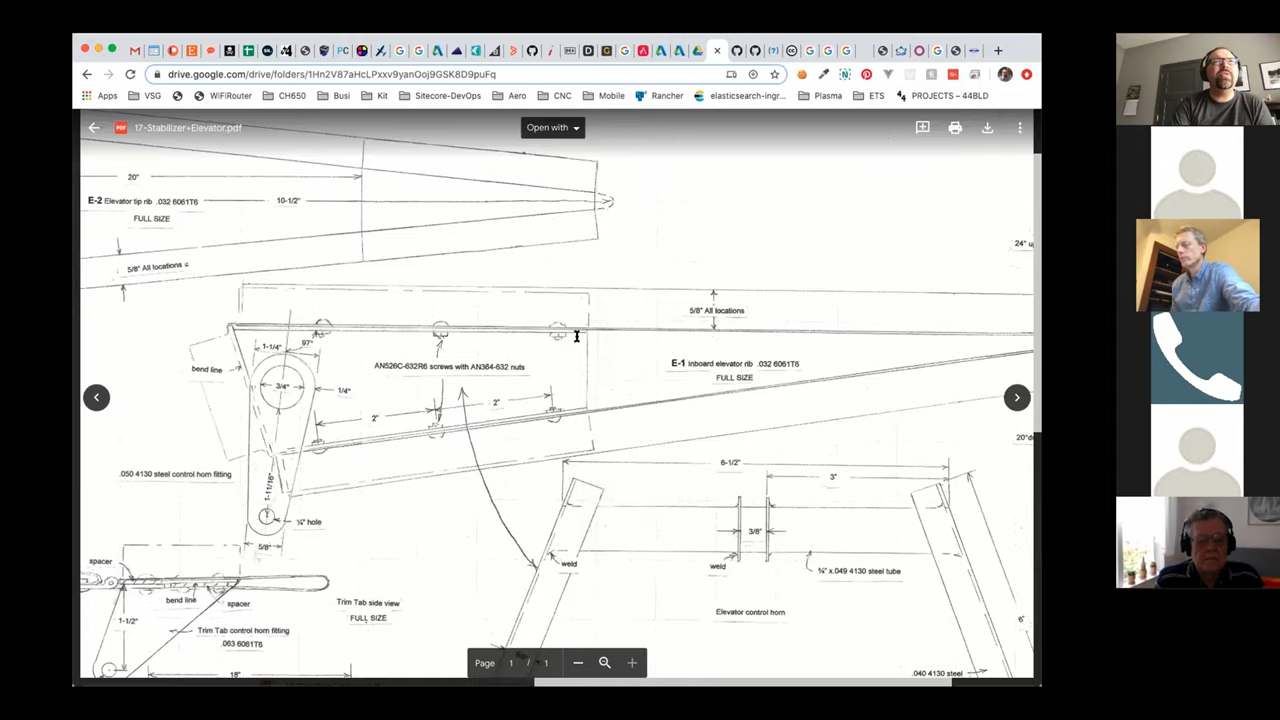 drive.google.com/drive/folders/1Hn2V87aHcLPxxv9yanOoj9GSK8D9puFq
Apps VSG WiFiRouter CH650 Busi Kit Sitecore-DevOps Aero CNC Mobile Rancher elasticsearch-ingr... Plasma ETS PROJECTS – 44BLD
PDF 17-Stabilizer+Elevator.pdf
Open with
20"
E-2 Elevator tip rib .032 6061T6
10-1/2"
FULL SIZE
24" u
5/8" All locations
5/8" All locations
97°
1-1/4"
bend line
AN526C-632R6 screws with AN364-632 nuts
E-1 inboard elevator rib .032 6061T6
FULL SIZE
3/4"
1/4"
2"
2"
20°d
6-1/2"
3"
.050 4130 steel control horn fitting
1-11/16"
¼" hole
3/8"
5/8"
spacer
weld
weld
¾" x.049 4130 steel tube
bend line
spacer
Trim Tab side view
FULL SIZE
Elevator control horn
1-1/2"
6"
Trim Tab control horn fitting
.063 6061T6
Page 1 / 1
18"
.040 4130 steel